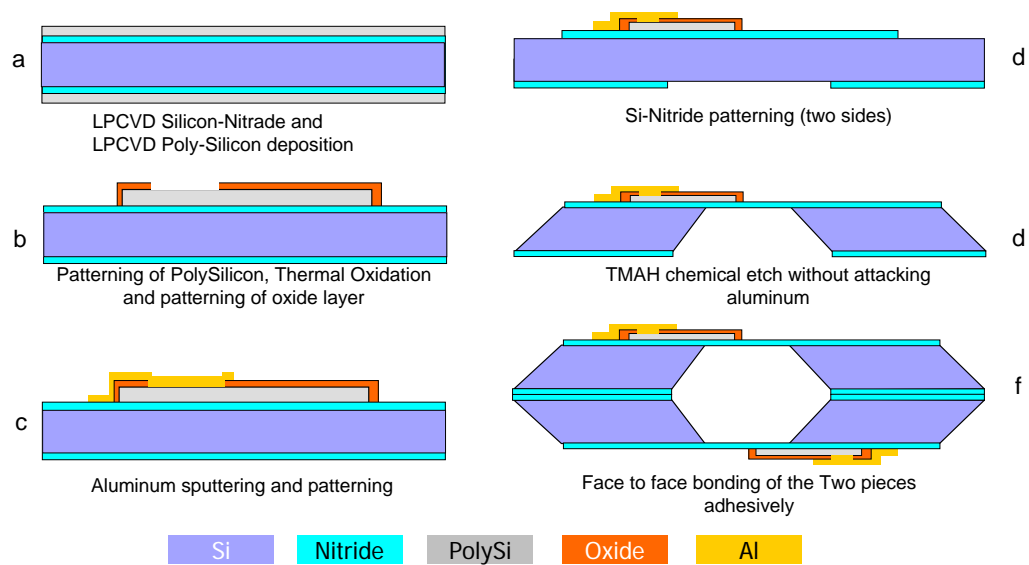 a
LPCVD Silicon-Nitrade and
LPCVD Poly-Silicon deposition
b
Patterning of PolySilicon, Thermal Oxidation
and patterning of oxide layer
c
Aluminum sputtering and patterning
d
Si-Nitride patterning (two sides)
d
TMAH chemical etch without attacking
aluminum
f
Face to face bonding of the Two pieces
adhesively
Si
Nitride
PolySi
Oxide
Al